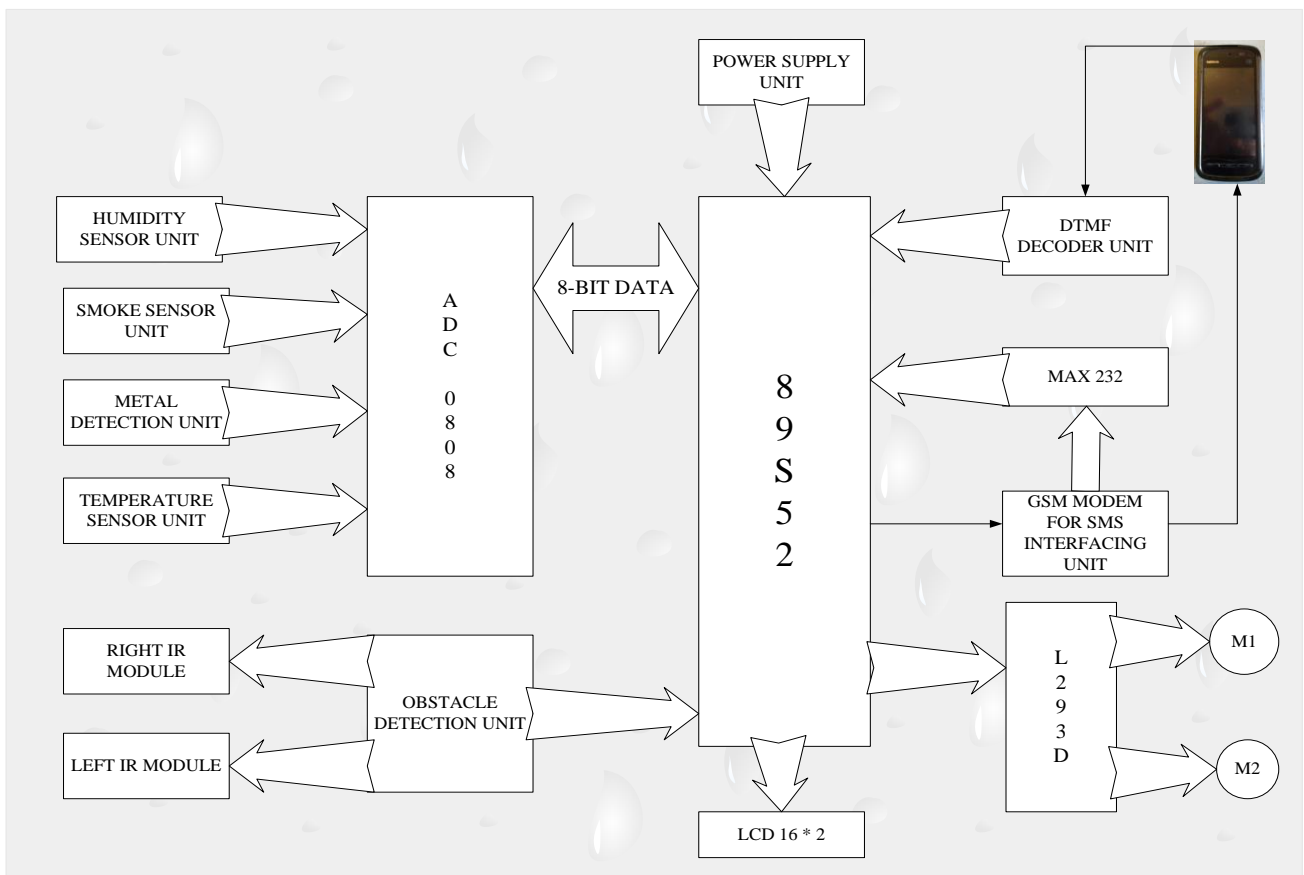 POWER SUPPLY
UNIT
HUMIDITY
SENSOR UNIT
SMOKE SENSOR
UNIT
METAL
DETECTION UNIT
TEMPERATURE
SENSOR UNIT
A
D
C
0
8
0
8
8-BIT DATA
8
9
S
5
2
DTMF
DECODER UNIT
MAX 232
GSM MODEM
FOR SMS
INTERFACING
UNIT
RIGHT IR
MODULE
LEFT IR MODULE
OBSTACLE
DETECTION UNIT
L
2
9
3
D
M1
M2
LCD 16 * 2